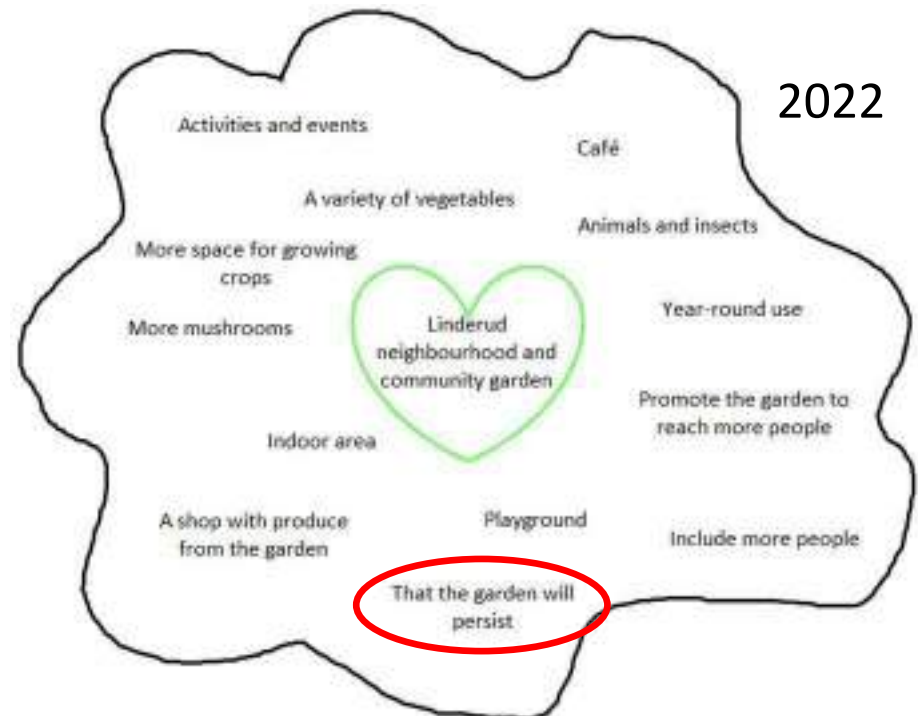 2022
Activities and events
Café
A variety of vegetables
Animals and insects
More space for growing
crops
Year-round use
More mushrooms
Linderud
neighbourhood and
community garden
Promote the garden to
reach more people
Indoor area
A shop with produce
from the garden
Playground
Include more people
That the garden will
persist